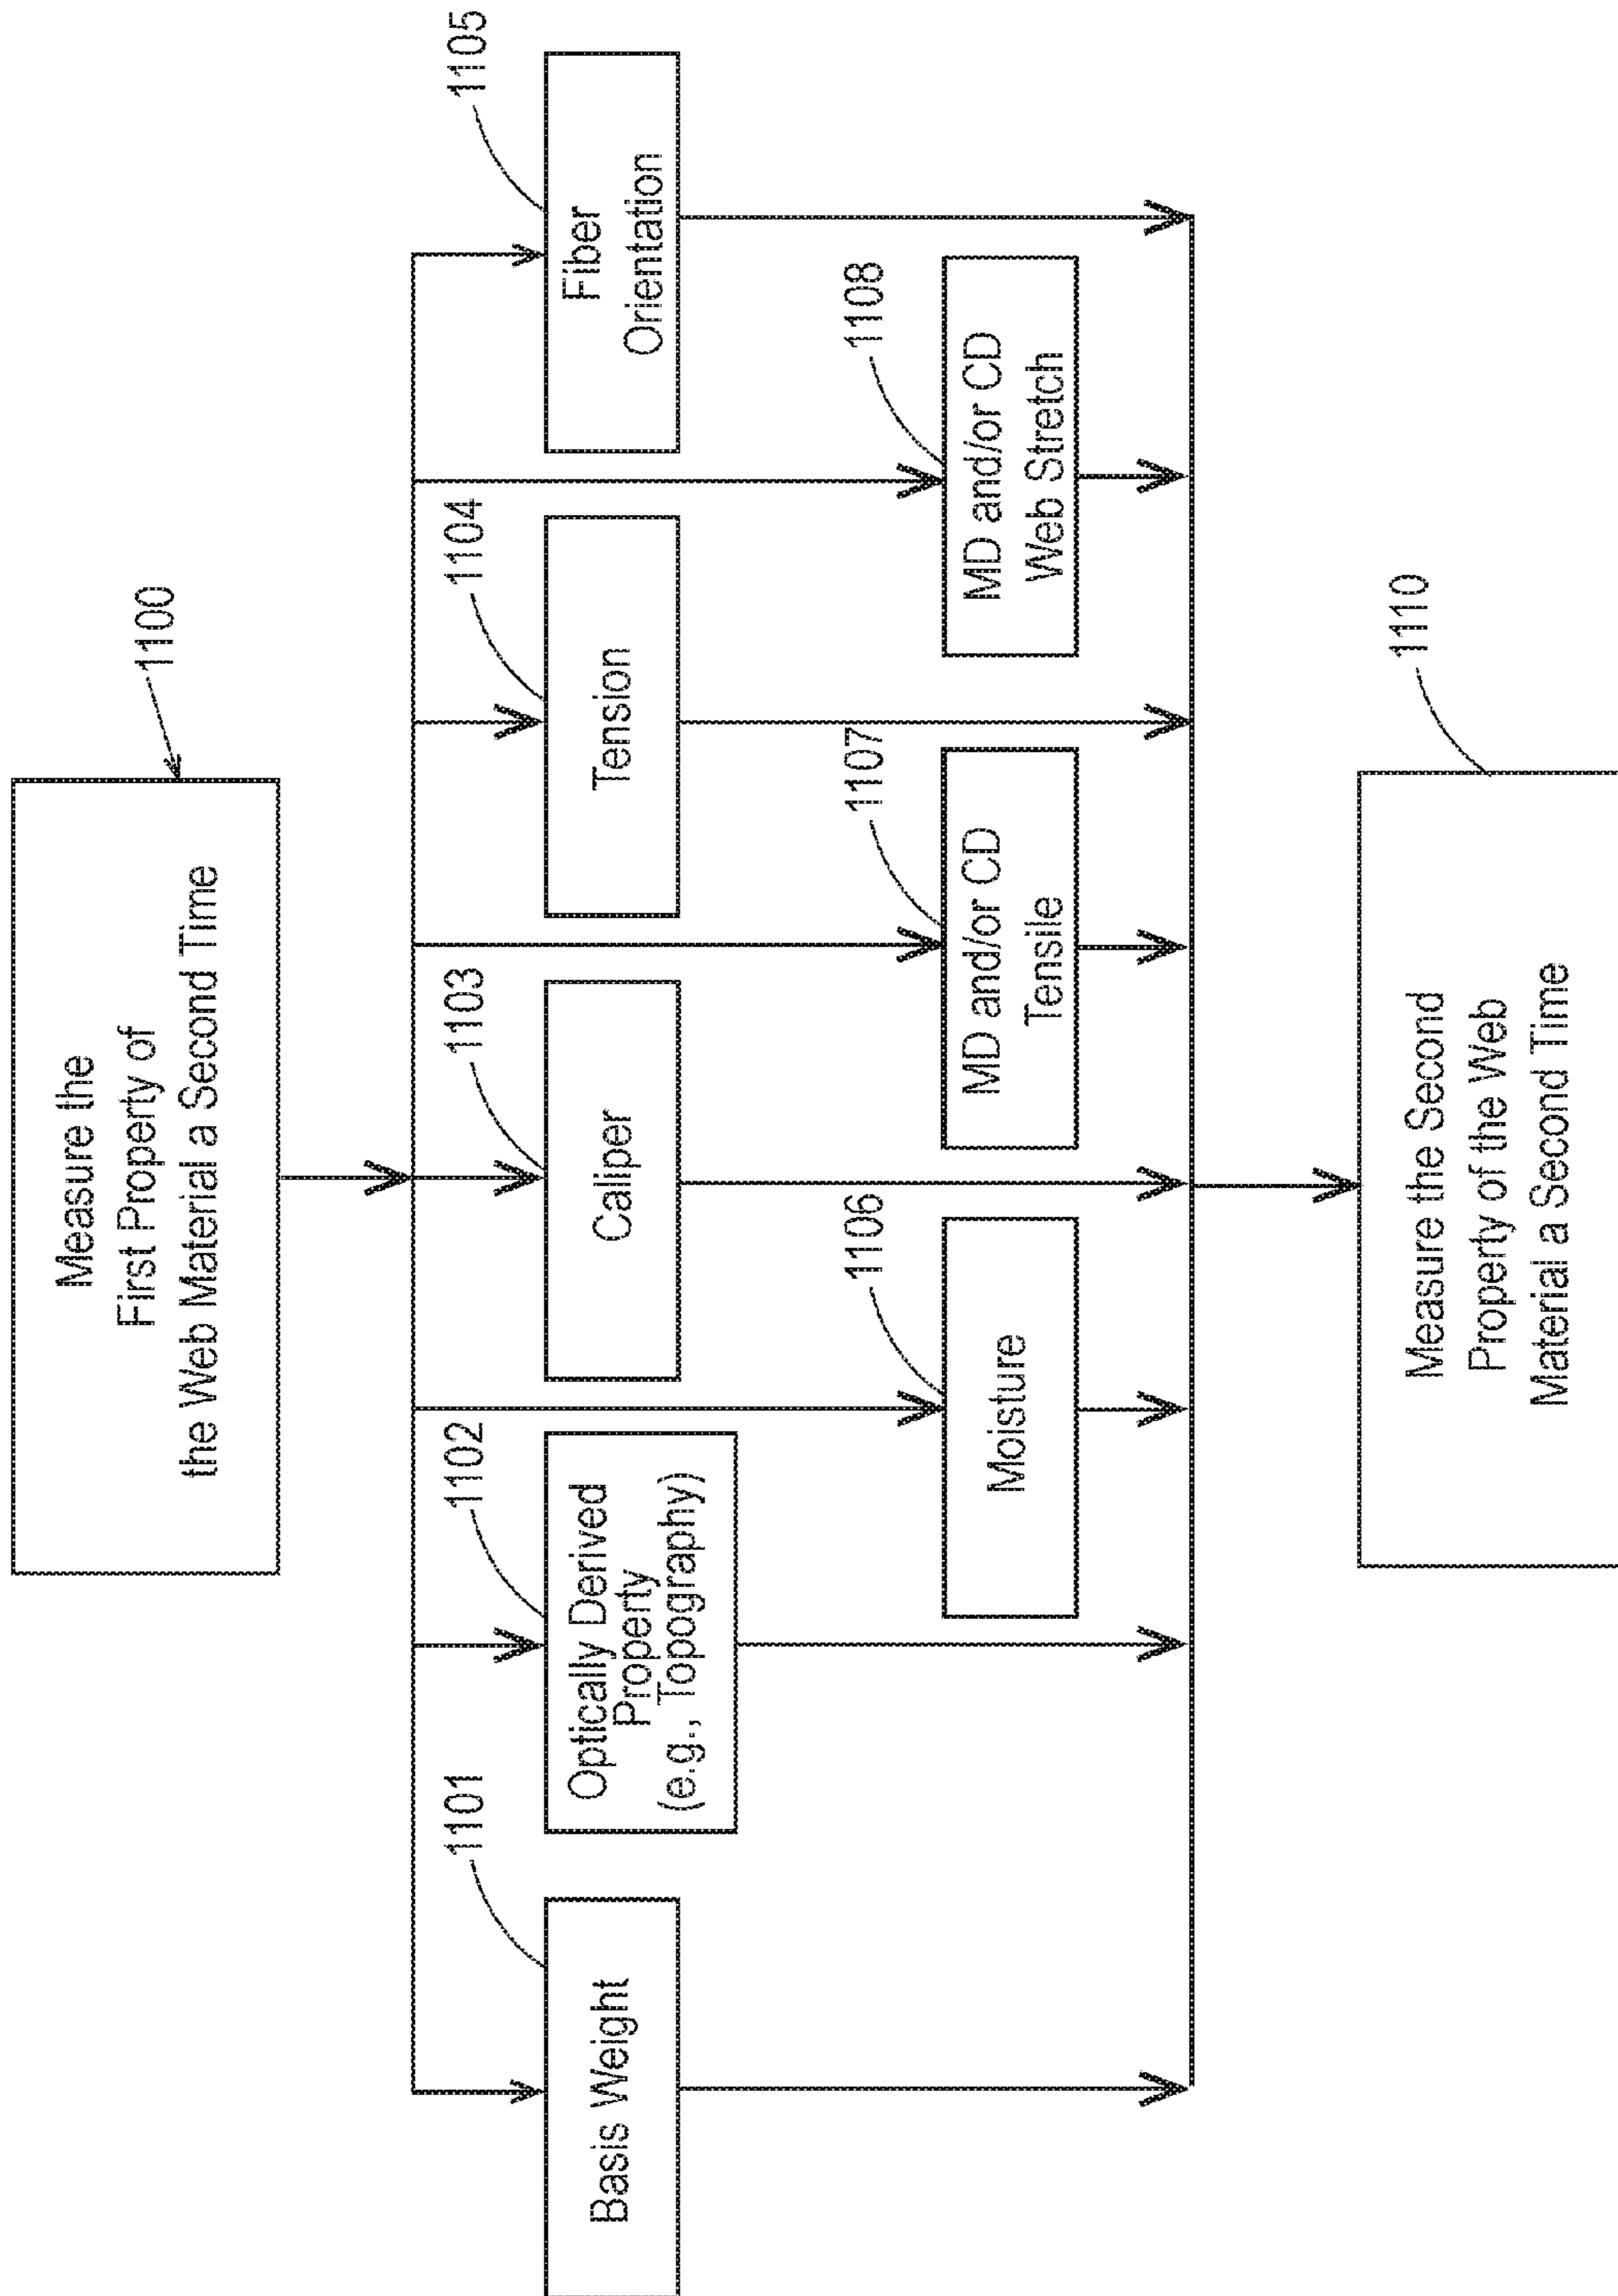 Measure the
First Property of
the Web Material a Second Time
1100
1101
Basis Weight
1102
Optically Derived
Property
(e.g., Topography)
1103
Caliper
1104
Tension
1105
Fiber
Orientation
1106
Moisture
1107
MD and/or CD
Tensile
1108
MD and/or CD
Web Stretch
1110
Measure the Second
Property of the Web
Material a Second Time